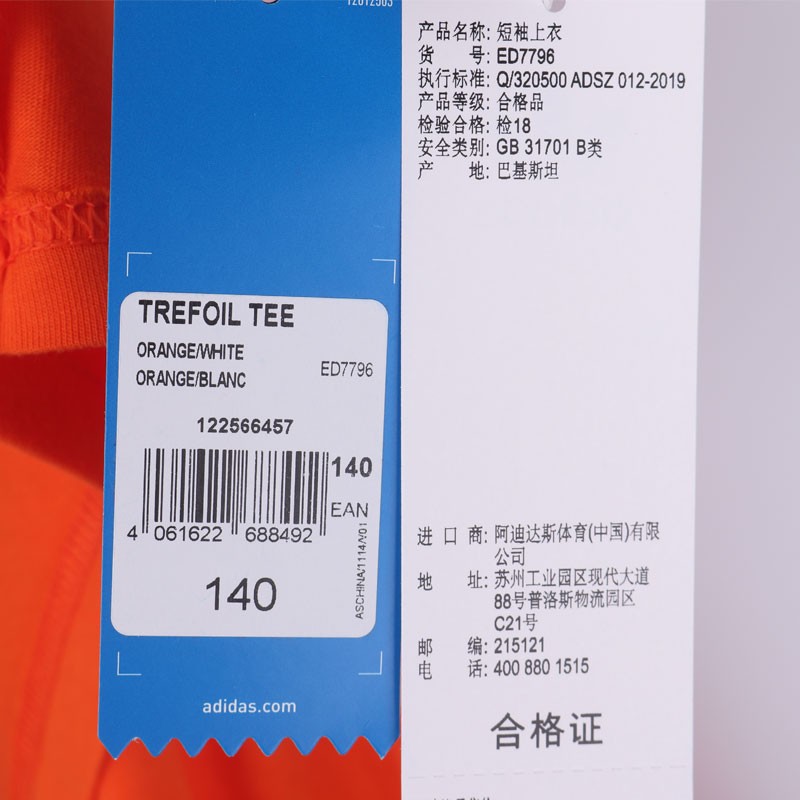 TREFOIL TEE
ORANGE/WHITE
ORANGE/BLANC
ED7796
122566457
140
EAN
4 061622 688492
140
ASCHINA/1114/V01
adidas.com
产品名称: 短袖上衣
货 号: ED7796
执行标准: Q/320500 ADSZ 012-2019
产品等级: 合格品
检验合格: 检18
安全类别: GB 31701 B类
产 地: 巴基斯坦
进 口 商: 阿迪达斯体育(中国)有限
公司
地 址: 苏州工业园区现代大道
88号普洛斯物流园区
C21号
邮 编: 215121
电 话: 400 880 1515
合格证